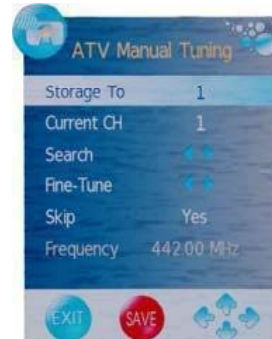 ATV Manual Tuning
Storage To 1
Current CH 1
Search
Fine-Tune
Skip Yes
Frequency 442.00 MHz
EXIT SAVE